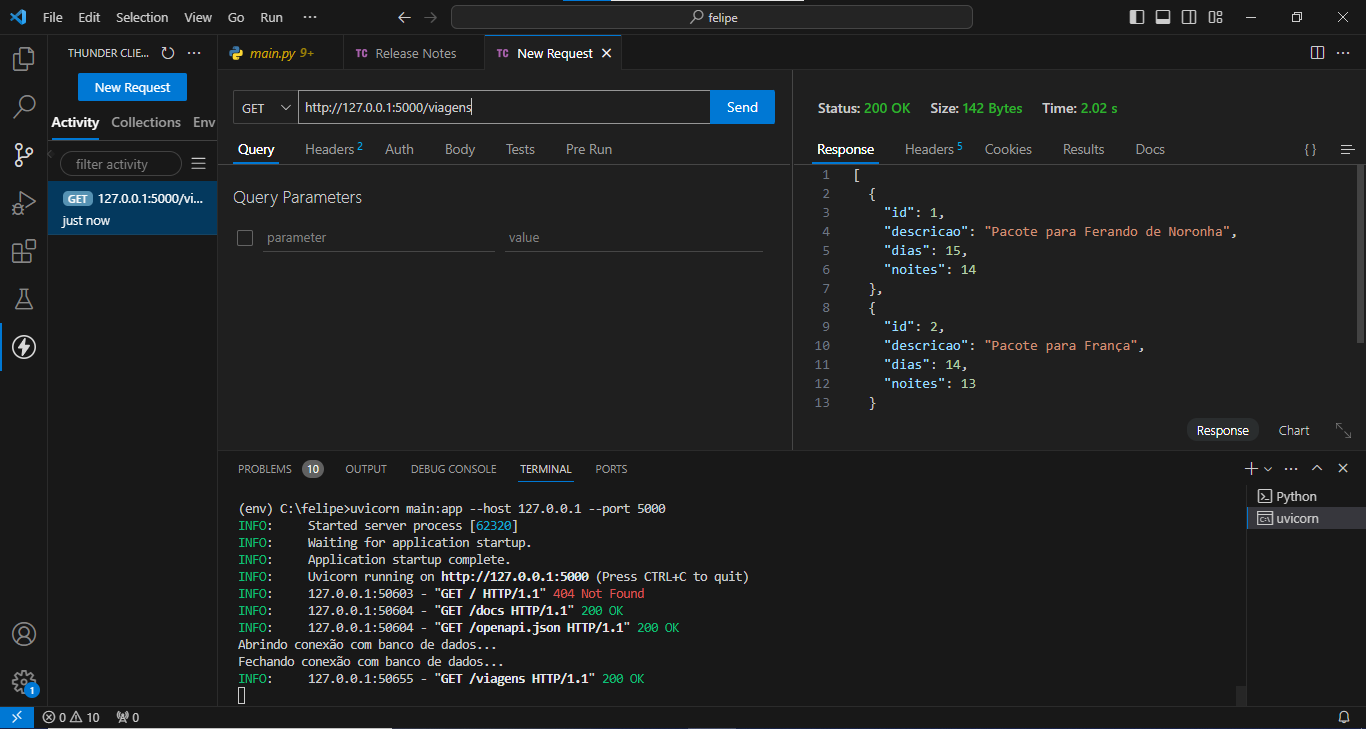 File Edit Selection View Go Run ··· felipe
THUNDER CLIE... ···
New Request
Activity Collections Env
filter activity
GET 127.0.0.1:5000/vi...
just now
main.py 9+
TC Release Notes
TC New Request
GET http://127.0.0.1:5000/viagens Send
Query Headers 2 Auth Body Tests Pre Run
Query Parameters
parameter value
Status: 200 OK Size: 142 Bytes Time: 2.02 s
Response Headers 5 Cookies Results Docs { }
1 [
2 {
3 "id": 1,
4 "descricao": "Pacote para Ferando de Noronha",
5 "dias": 15,
6 "noites": 14
7 },
8 {
9 "id": 2,
10 "descricao": "Pacote para França",
11 "dias": 14,
12 "noites": 13
13 }
Response Chart
PROBLEMS 10 OUTPUT DEBUG CONSOLE TERMINAL PORTS
(env) C:\felipe>uvicorn main:app --host 127.0.0.1 --port 5000
INFO: Started server process [62320]
INFO: Waiting for application startup.
INFO: Application startup complete.
INFO: Uvicorn running on http://127.0.0.1:5000 (Press CTRL+C to quit)
INFO: 127.0.0.1:50603 - "GET / HTTP/1.1" 404 Not Found
INFO: 127.0.0.1:50604 - "GET /docs HTTP/1.1" 200 OK
INFO: 127.0.0.1:50604 - "GET /openapi.json HTTP/1.1" 200 OK
Abrindo conexão com banco de dados...
Fechando conexão com banco de dados...
INFO: 127.0.0.1:50655 - "GET /viagens HTTP/1.1" 200 OK
Python
uvicorn
1
0 10 0